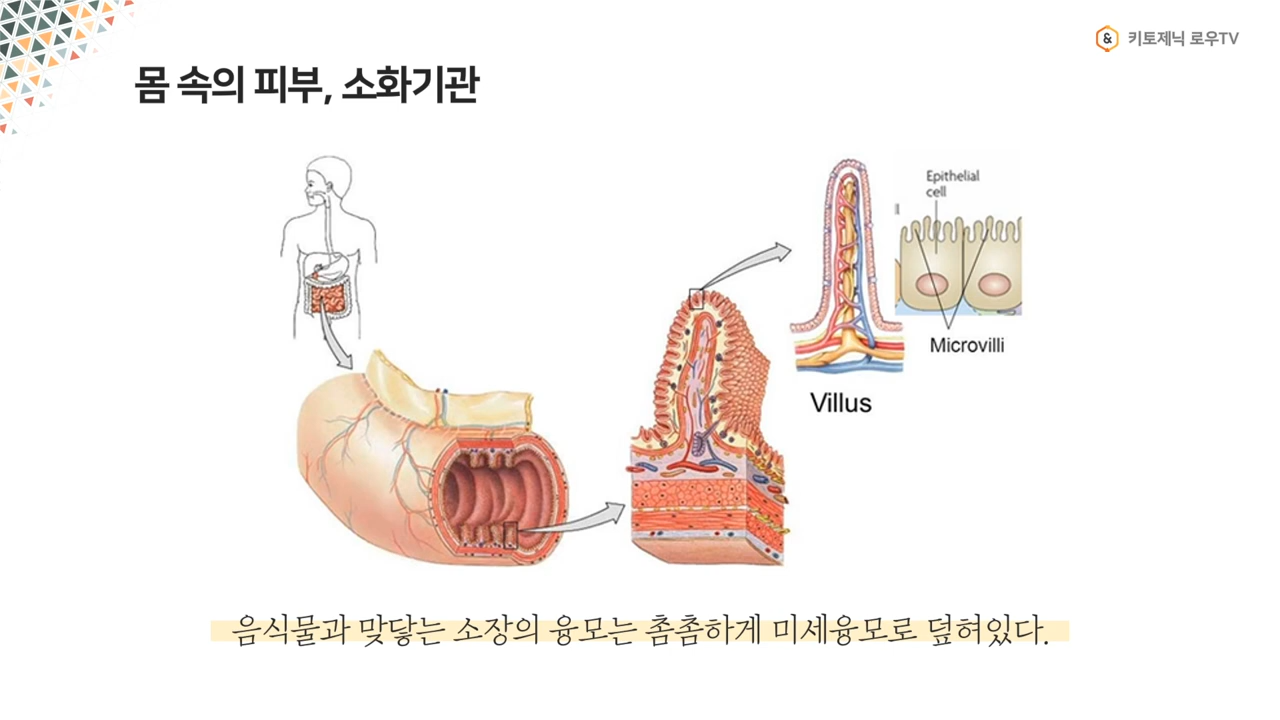 & 키토제닉 로우TV
몸 속의 피부, 소화기관
Epithelial
cell
Microvilli
Villus
음식물과 맞닿는 소장의 융모는 촘촘하게 미세융모로 덮혀있다.